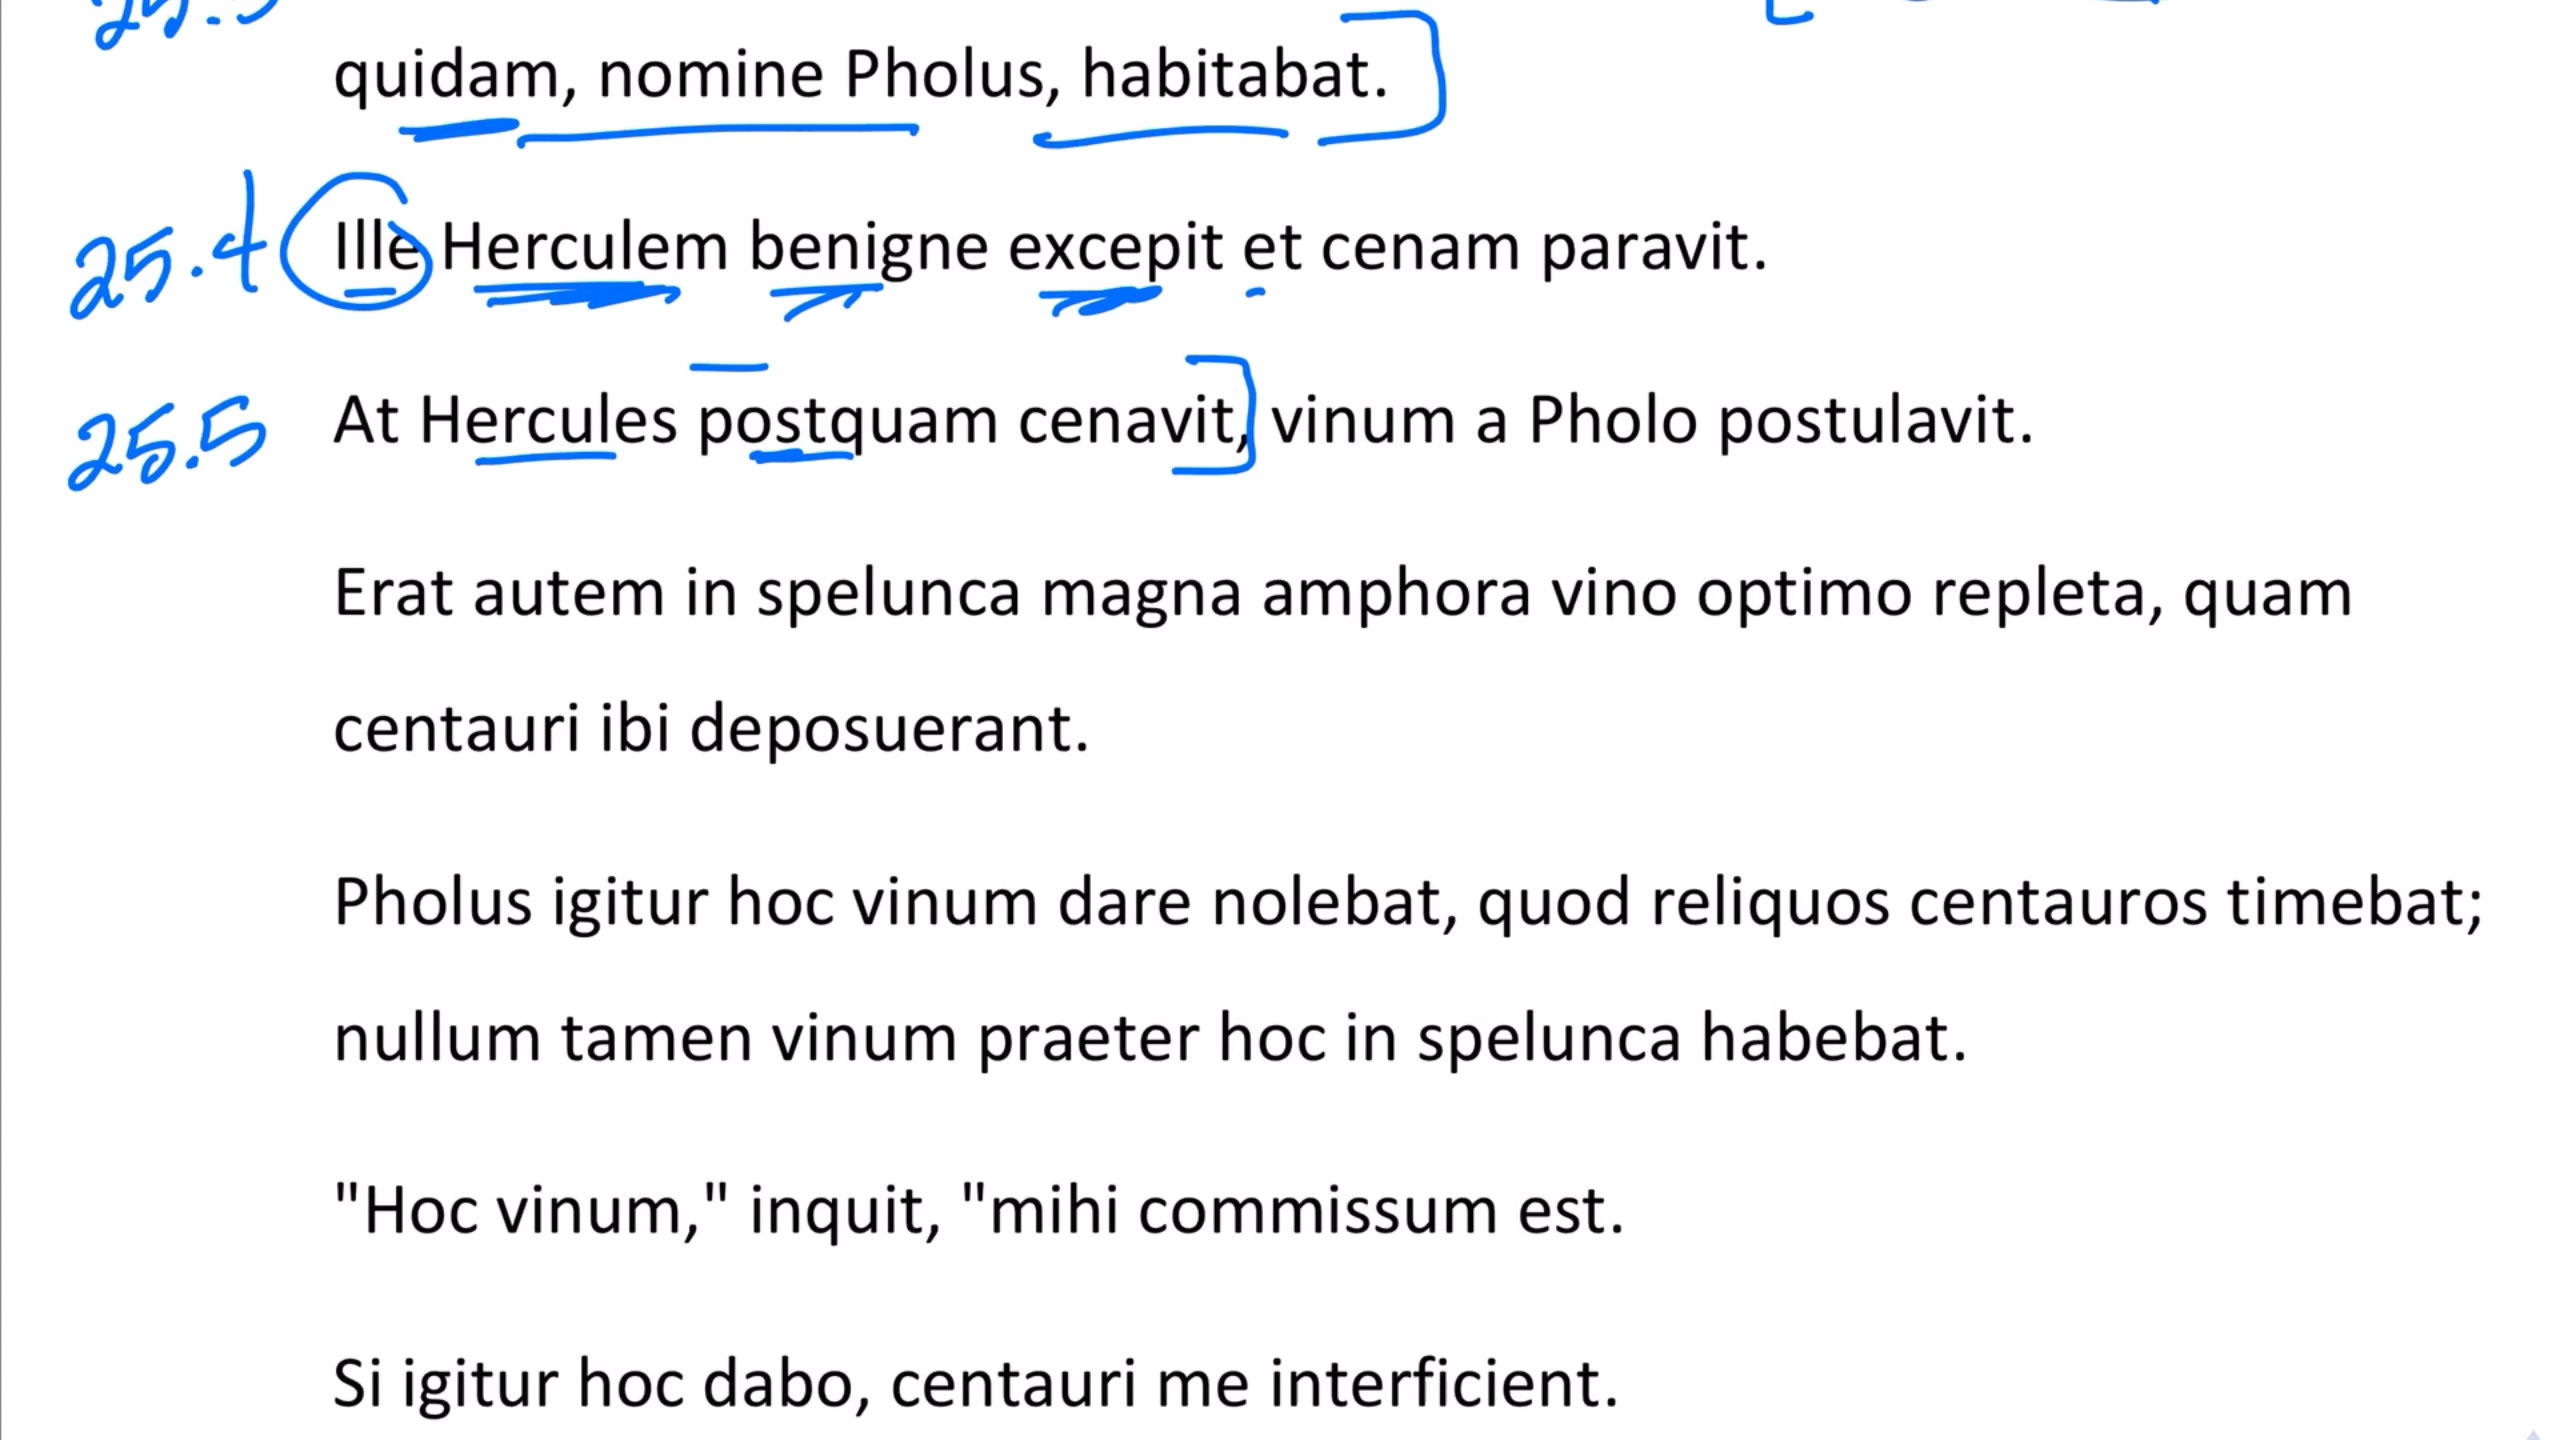 quidam, nomine Pholus, habitabat.
25.4 Ille Herculem benigne excepit et cenam paravit.
25.5 At Hercules postquam cenavit, vinum a Pholo postulavit.
Erat autem in spelunca magna amphora vino optimo repleta, quam
centauri ibi deposuerant.
Pholus igitur hoc vinum dare nolebat, quod reliquos centauros timebat;
nullum tamen vinum praeter hoc in spelunca habebat.
"Hoc vinum," inquit, "mihi commissum est.
Si igitur hoc dabo, centauri me interficient.